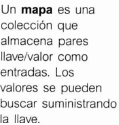 Un mapa es una
colección que
almacena pares
llave/valor como
entradas. Los
valores se pueden
buscar suministrando
la llave.